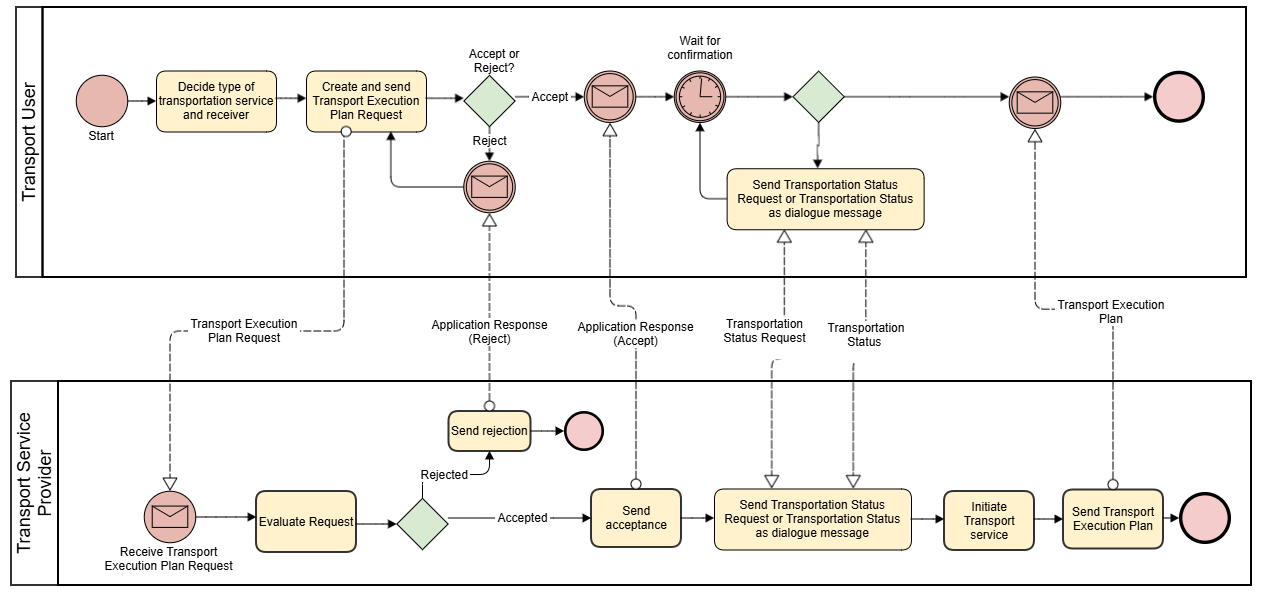 Transport User
Start
Decide type of
transportation service
and receiver
Create and send
Transport Execution
Plan Request
Accept or
Reject?
Accept
Reject
Wait for
confirmation
Send Transportation Status
Request or Transportation Status
as dialogue message
Transport Execution
Plan Request
Application Response
(Reject)
Application Response
(Accept)
Transportation
Status Request
Transportation
Status
Transport Execution
Plan
Transport Service
Provider
Receive Transport
Execution Plan Request
Evaluate Request
Rejected
Send rejection
Accepted
Send
acceptance
Send Transportation Status
Request or Transportation Status
as dialogue message
Initiate
Transport
service
Send Transport
Execution Plan